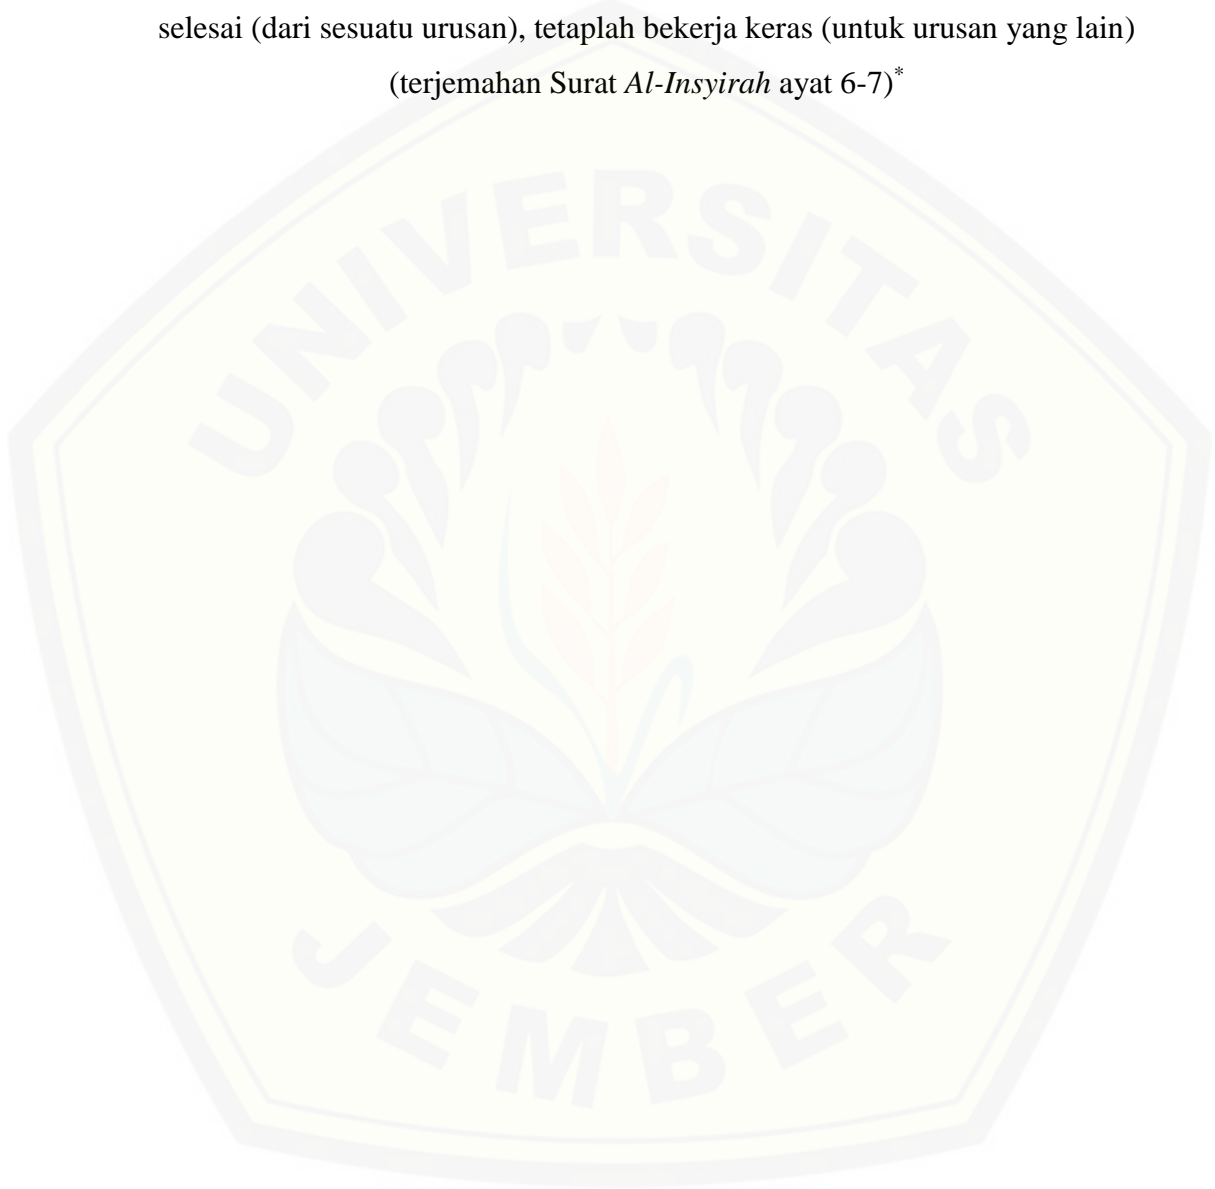 selesai (dari sesuatu urusan), tetaplah bekerja keras (untuk urusan yang lain)
(terjemahan Surat Al-Insyirah ayat 6-7)*
UNIVERSITAS
JEMBER